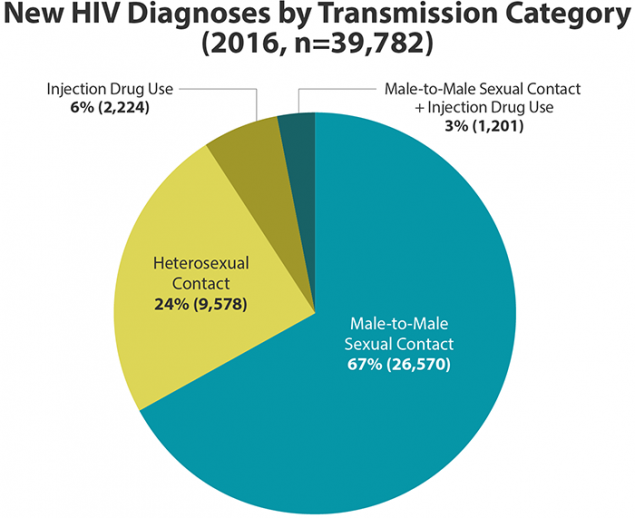 New HIV Diagnoses by Transmission Category
(2016, n=39,782)
Injection Drug Use
6% (2,224)
Male-to-Male Sexual Contact
+ Injection Drug Use
3% (1,201)
Heterosexual
Contact
24% (9,578)
Male-to-Male
Sexual Contact
67% (26,570)